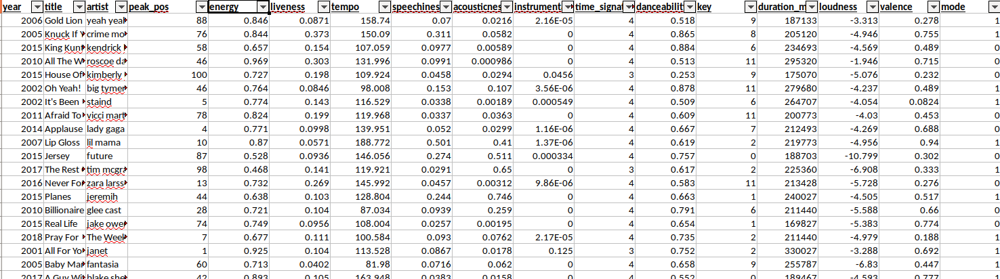 year title artist peak_pos energy liveness tempo speechines acousticnes instrument time_signat danceabilit key duration_m loudness valence mode
2006 Gold Lion yeah yeah 88 0.846 0.0871 158.74 0.07 0.0216 2.16E-05 4 0.518 9 187133 -3.313 0.278 1
2005 Knuck If Y crime mo 76 0.844 0.373 150.09 0.311 0.0582 0 4 0.865 8 205120 -4.946 0.755 1
2015 King Kun kendrick 58 0.657 0.154 107.059 0.0977 0.00589 0 4 0.884 6 234693 -4.569 0.489 0
2010 All The W roscoe da 46 0.969 0.303 131.996 0.0991 0.000986 0 4 0.513 11 295320 -1.946 0.715 0
2015 House Of kimberly 100 0.727 0.198 109.924 0.0458 0.0294 0.0456 3 0.253 9 175070 -5.076 0.232 0
2002 Oh Yeah! big tymer 46 0.764 0.0846 98.008 0.153 0.107 3.56E-06 4 0.878 11 279680 -4.237 0.489 1
2002 It's Been staind 5 0.774 0.143 116.529 0.0338 0.00189 0.000549 4 0.509 6 264707 -4.054 0.0824 1
2011 Afraid To vicci mart 78 0.824 0.199 119.968 0.0337 0.0363 0 4 0.609 11 200773 -4.03 0.453 0
2014 Applause lady gaga 4 0.771 0.0998 139.951 0.052 0.0299 1.16E-06 4 0.667 7 212493 -4.269 0.688 0
2007 Lip Gloss lil mama 10 0.87 0.0571 188.772 0.501 0.41 1.37E-06 4 0.619 2 219773 -4.956 0.94 1
2015 Jersey future 87 0.528 0.0936 146.056 0.274 0.511 0.000334 4 0.757 0 188703 -10.799 0.302 0
2017 The Rest tim mcgr 98 0.468 0.141 119.921 0.0291 0.65 0 3 0.617 2 225360 -6.908 0.333 1
2016 Never Fo zara larss 13 0.732 0.269 145.992 0.0457 0.00312 9.86E-06 4 0.583 11 213428 -5.728 0.276 0
2015 Planes jeremih 44 0.638 0.103 128.804 0.244 0.746 0 4 0.663 1 240027 -4.505 0.517 1
2010 Billionaire glee cast 28 0.721 0.104 87.034 0.0939 0.259 0 4 0.791 6 211440 -5.588 0.66 0
2015 Real Life jake owe 74 0.749 0.0956 108.004 0.0257 0.00195 0 4 0.654 1 169827 -5.383 0.774 0
2018 Pray For The Week 7 0.677 0.111 100.584 0.093 0.0762 2.17E-05 4 0.735 2 211440 -4.979 0.188 1
2001 All For Yo janet 1 0.925 0.104 113.528 0.0867 0.0178 0.125 3 0.752 2 330027 -3.288 0.692 1
2005 Baby Ma fantasia 60 0.713 0.0402 81.98 0.0716 0.062 0 4 0.658 9 255787 -6.83 0.447 1
2017 A Guy Wi blake she 42 0.893 0.105 163.948 0.0383 0.0158 0 4 0.552 0 189467 -4.593 0.777 1